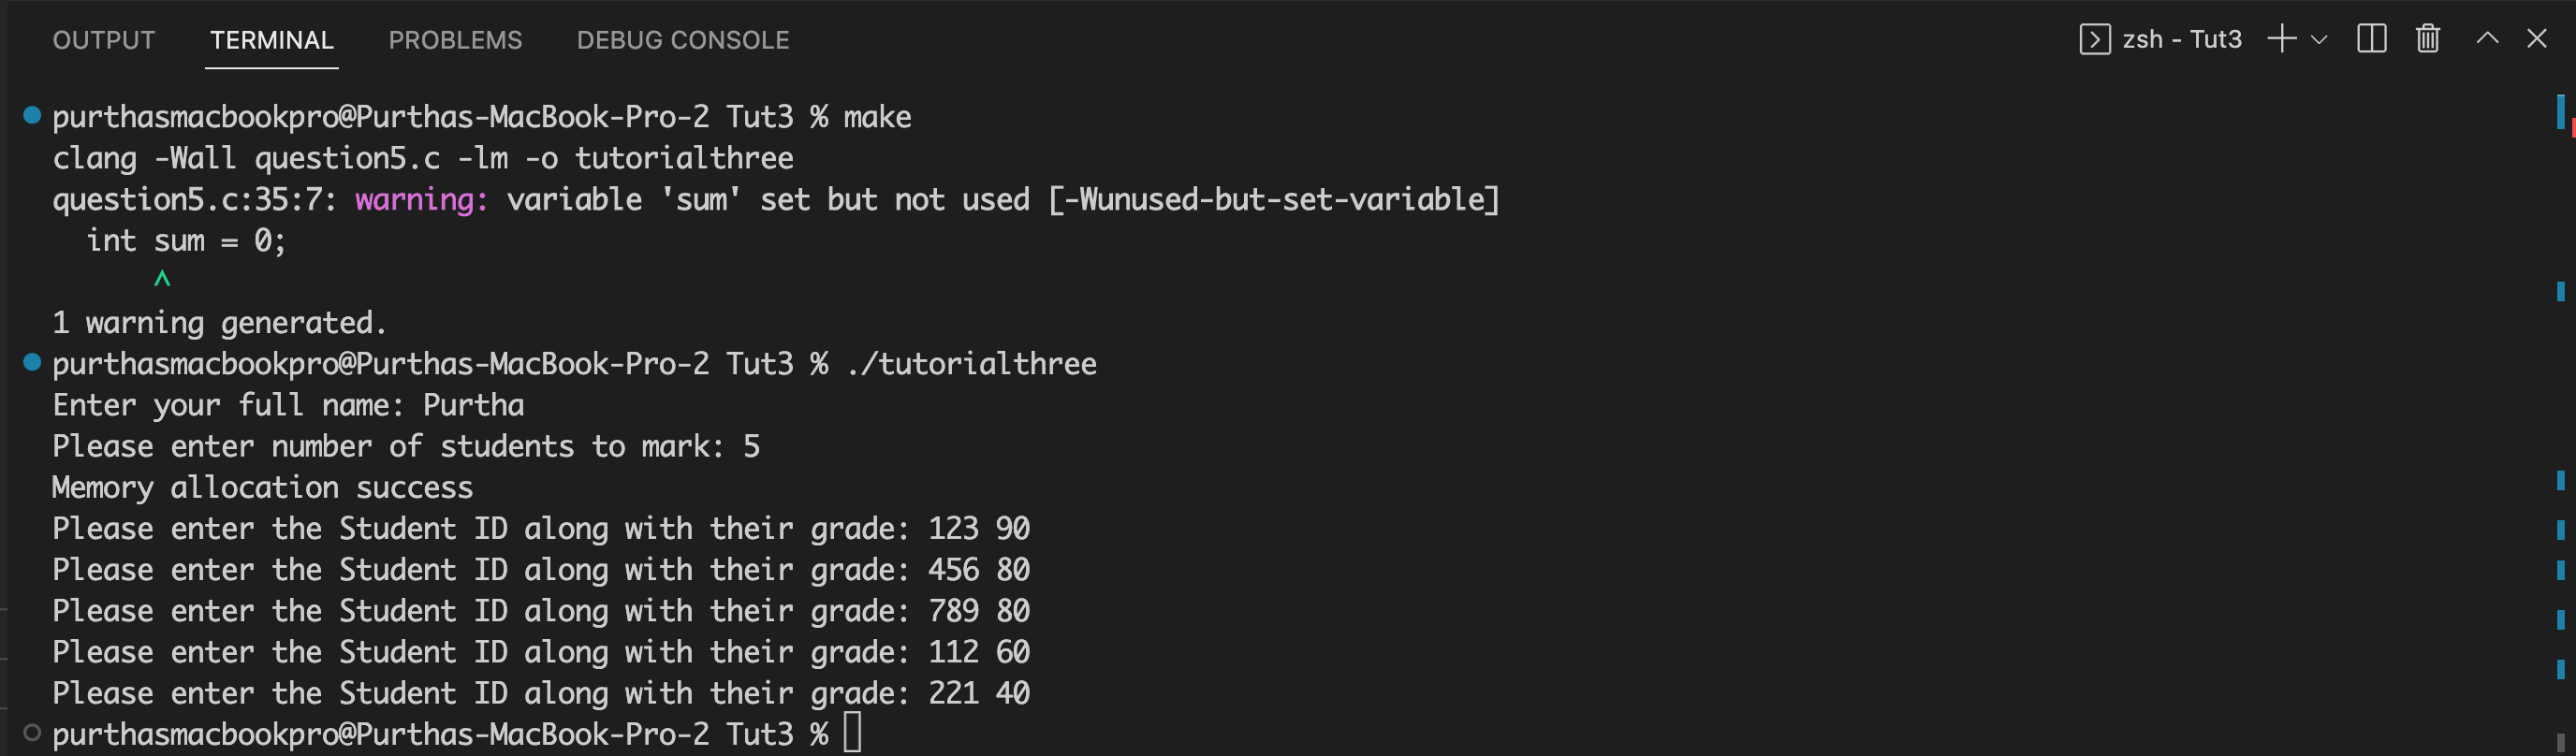 OUTPUT TERMINAL PROBLEMS DEBUG CONSOLE zsh - Tut3
purthasmacbookpro@Purthas-MacBook-Pro-2 Tut3 % make
clang -Wall question5.c -lm -o tutorialthree
question5.c:35:7: warning: variable 'sum' set but not used [-Wunused-but-set-variable]
  int sum = 0;
      ^
1 warning generated.
purthasmacbookpro@Purthas-MacBook-Pro-2 Tut3 % ./tutorialthree
Enter your full name: Purtha
Please enter number of students to mark: 5
Memory allocation success
Please enter the Student ID along with their grade: 123 90
Please enter the Student ID along with their grade: 456 80
Please enter the Student ID along with their grade: 789 80
Please enter the Student ID along with their grade: 112 60
Please enter the Student ID along with their grade: 221 40
purthasmacbookpro@Purthas-MacBook-Pro-2 Tut3 %